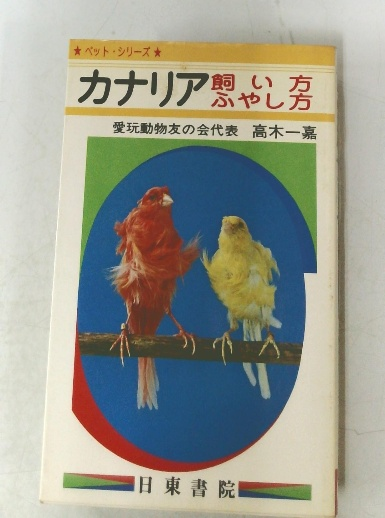 ★ペット・シリーズ★
カナリア 飼い方
ふやし方
愛玩動物友の会代表 高木一嘉
日東書院